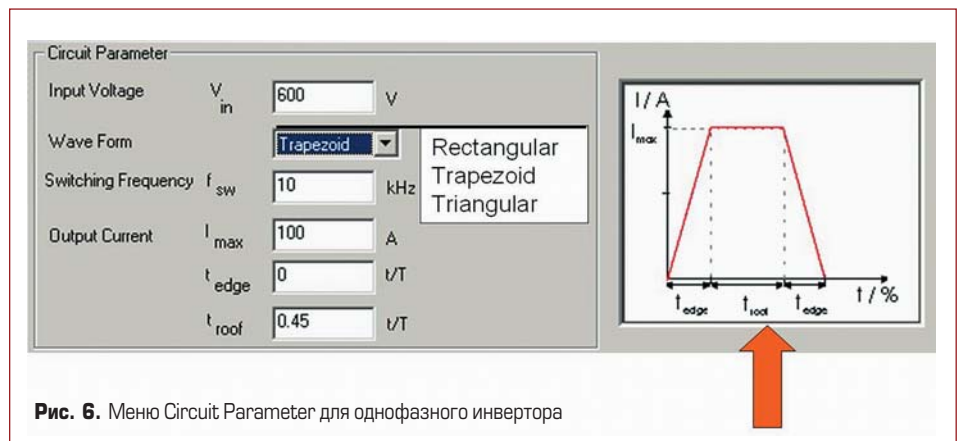 Circuit Parameter
Input Voltage V in 600 V
Wave Form Trapezoid
Rectangular
Trapezoid
Triangular
Switching Frequency f sw 10 kHz
Output Current I max 100 A
t edge 0 t/T
t roof 0.45 t/T
I / A
I max
t edge t roof t edge t / %
Рис. 6. Меню Circuit Parameter для однофазного инвертора